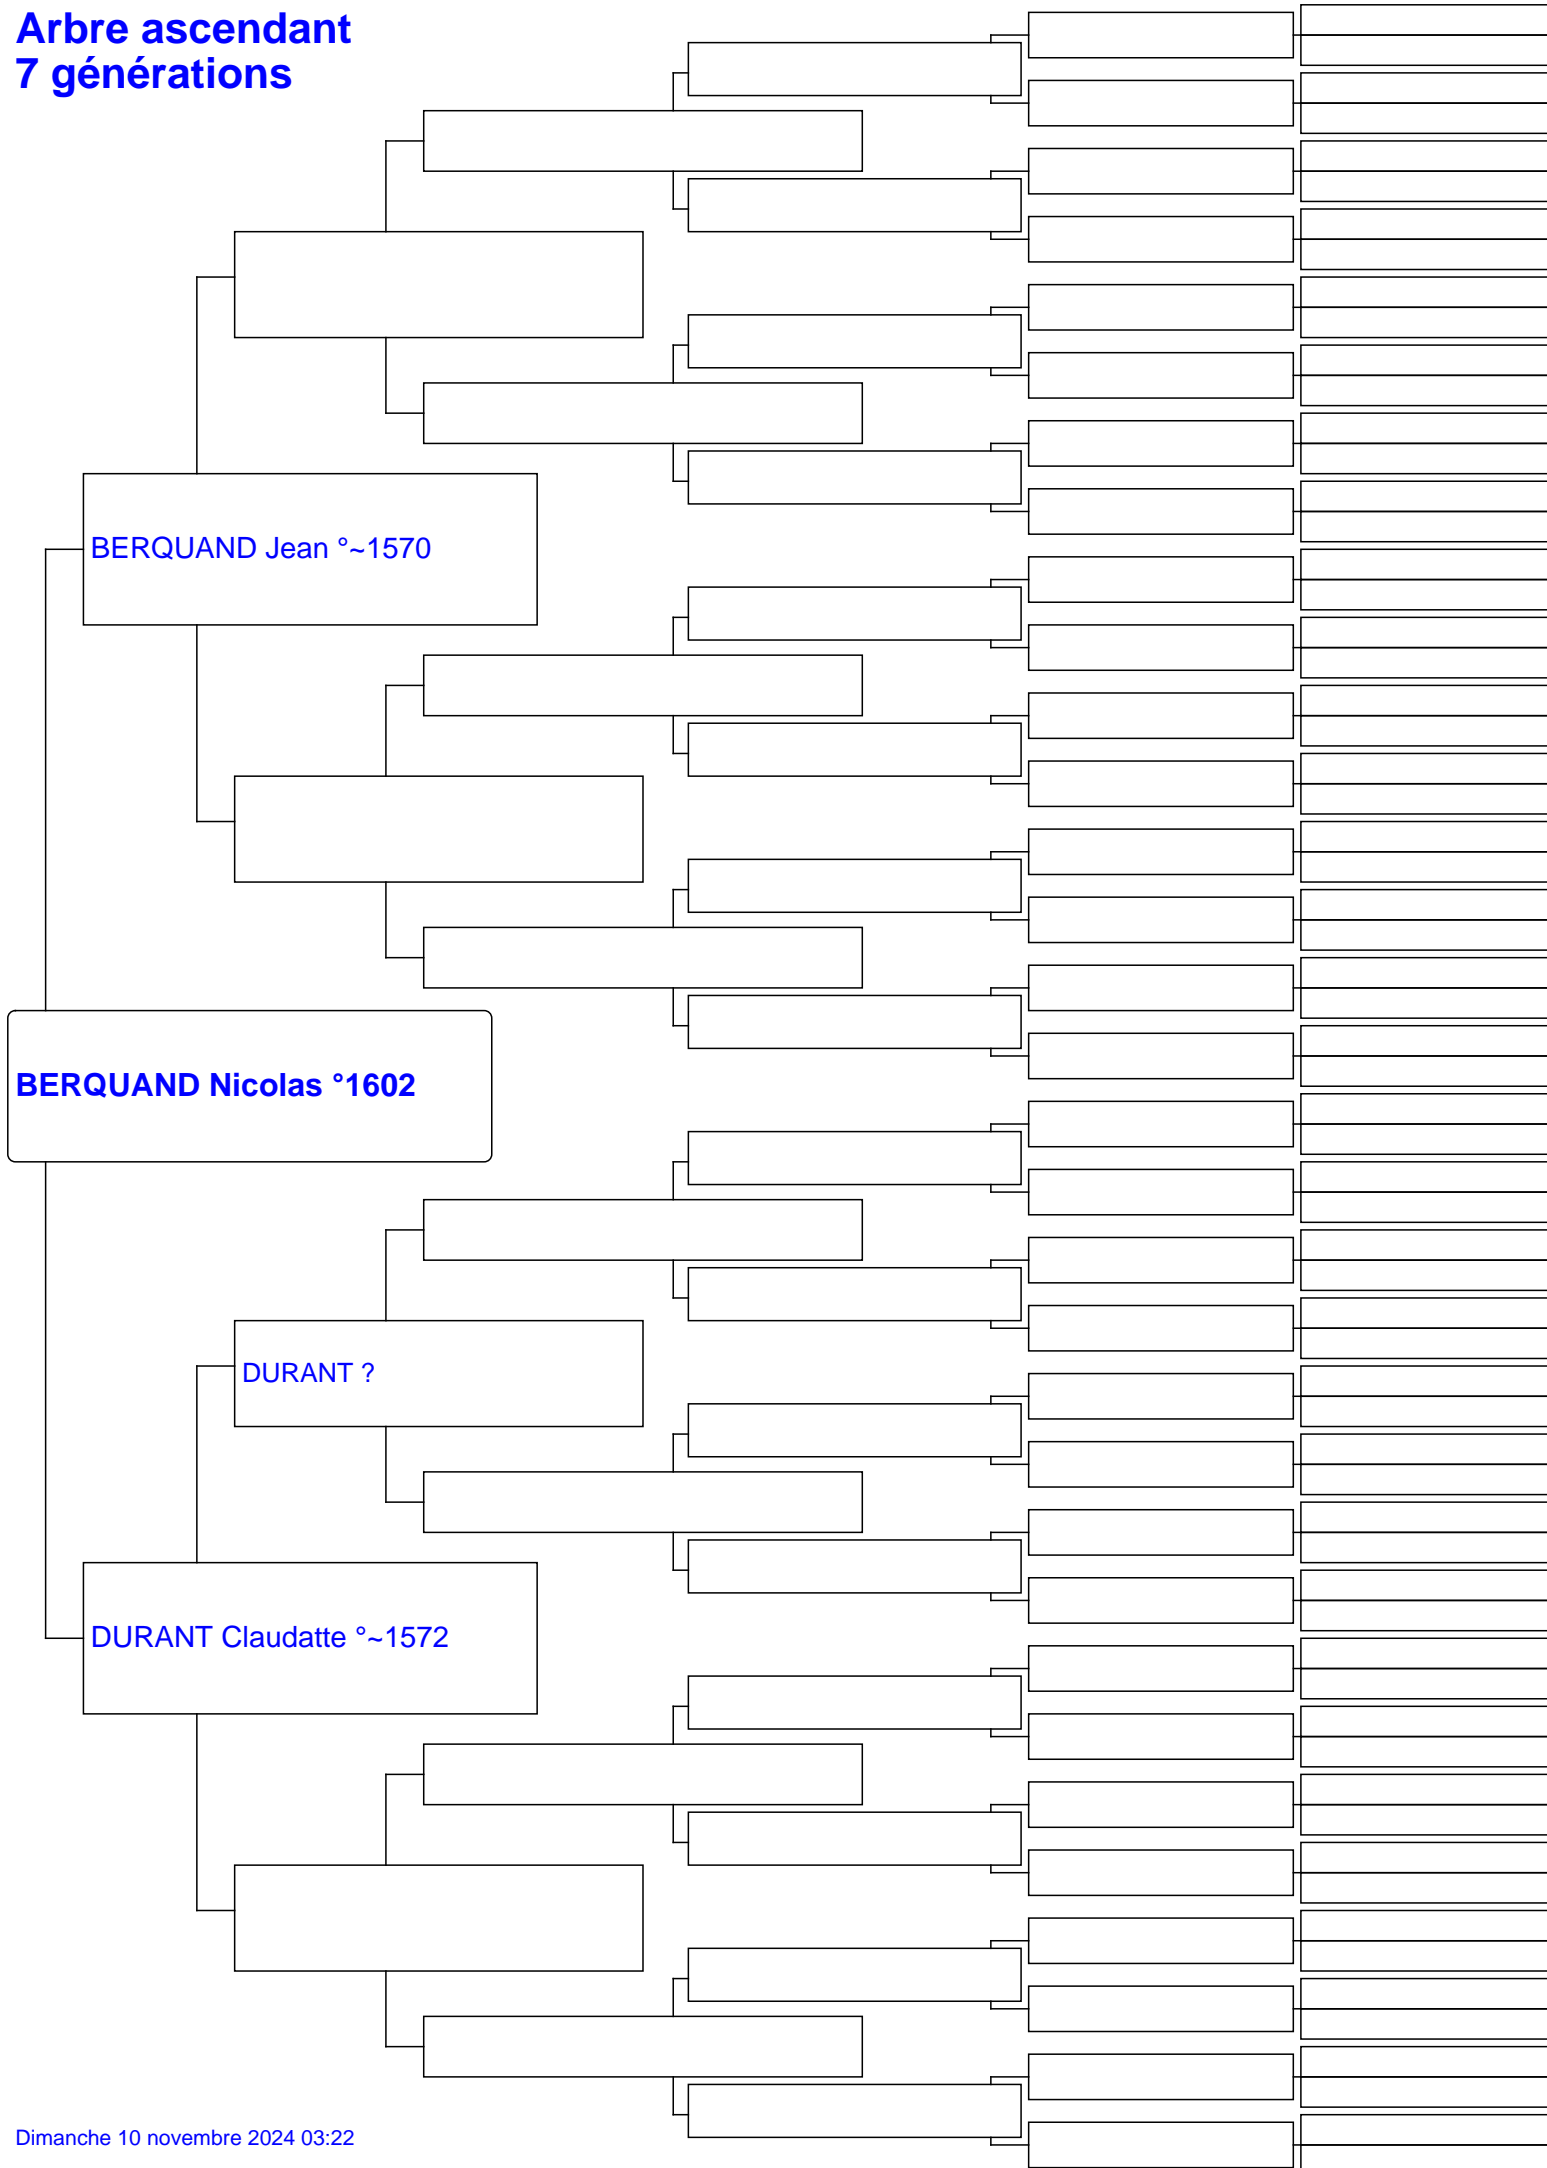 Arbre ascendant
7 générations
BERQUAND Jean °~1570
BERQUAND Nicolas °1602
DURANT ?
DURANT Claudatte °~1572
Dimanche 10 novembre 2024 03:22